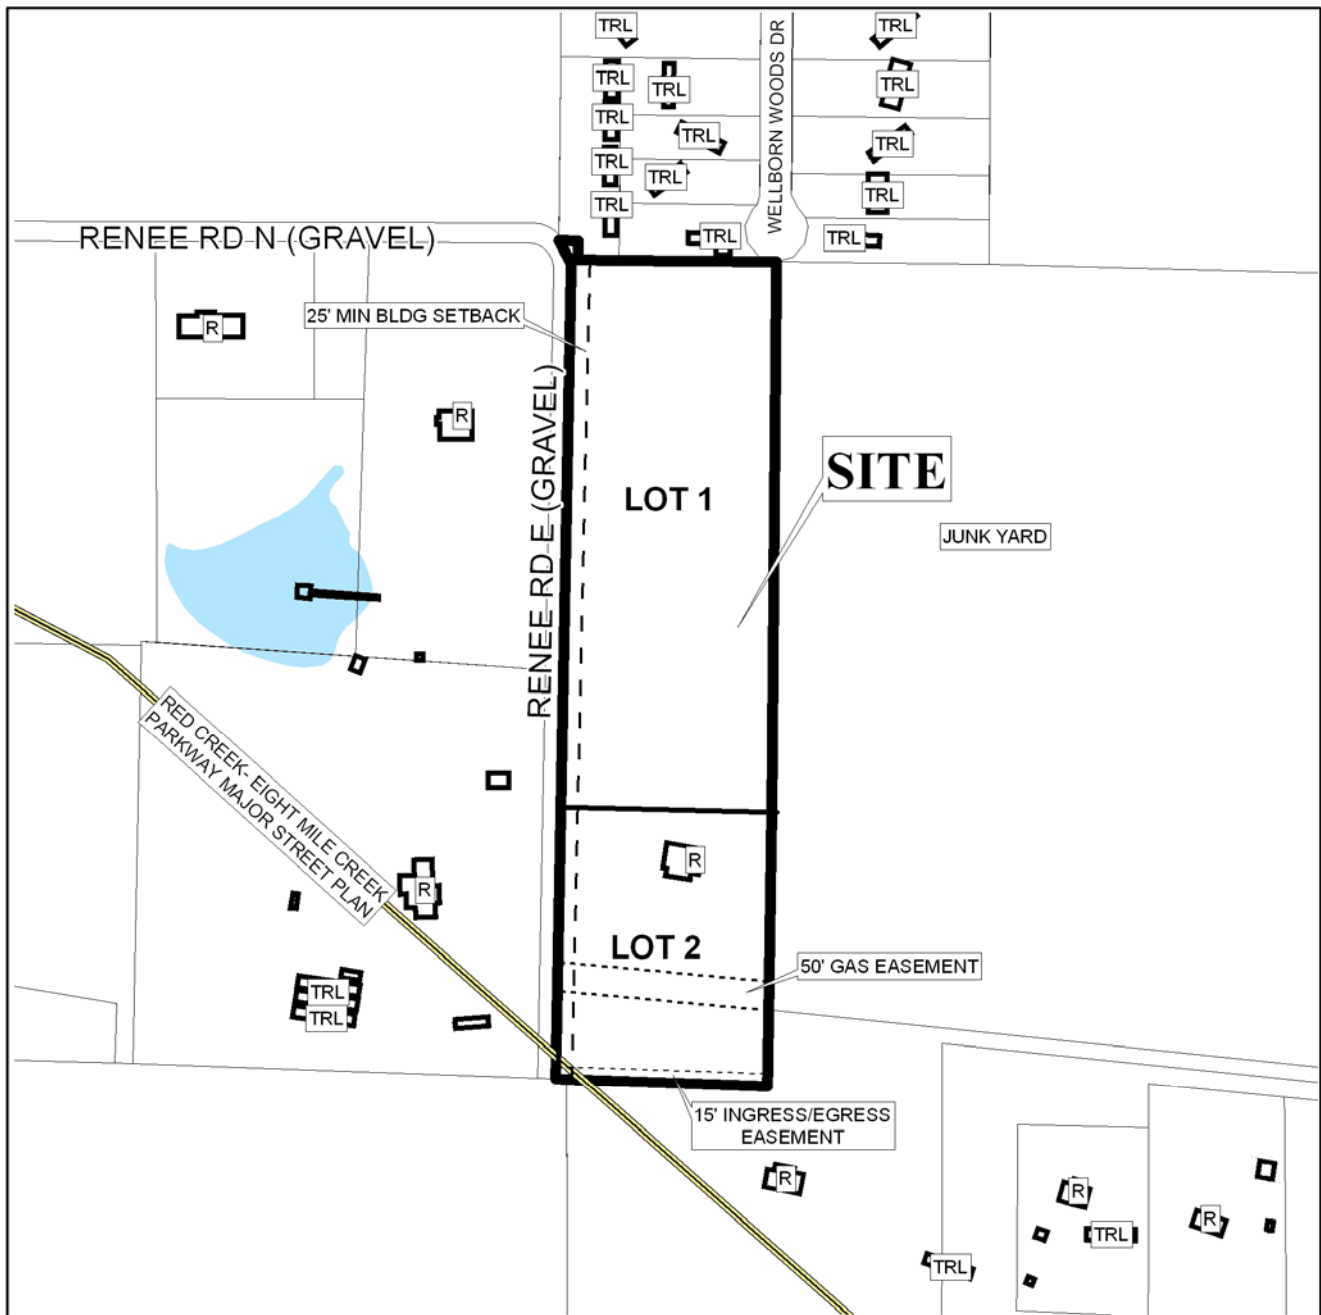 TRL
TRL
WELLBORN WOODS DR
TRL
TRL
TRL
TRL
TRL
TRL
TRL
TRL
TRL
TRL
TRL
TRL
TRL
RENEE RD N (GRAVEL)
25' MIN BLDG SETBACK
R
RENEE RD E (GRAVEL)
R
SITE
LOT 1
JUNK YARD
RED CREEK- EIGHT MILE CREEK
PARKWAY MAJOR STREET PLAN
R
R
LOT 2
50' GAS EASEMENT
TRL
TRL
15' INGRESS/EGRESS
EASEMENT
R
R
R
TRL
TRL